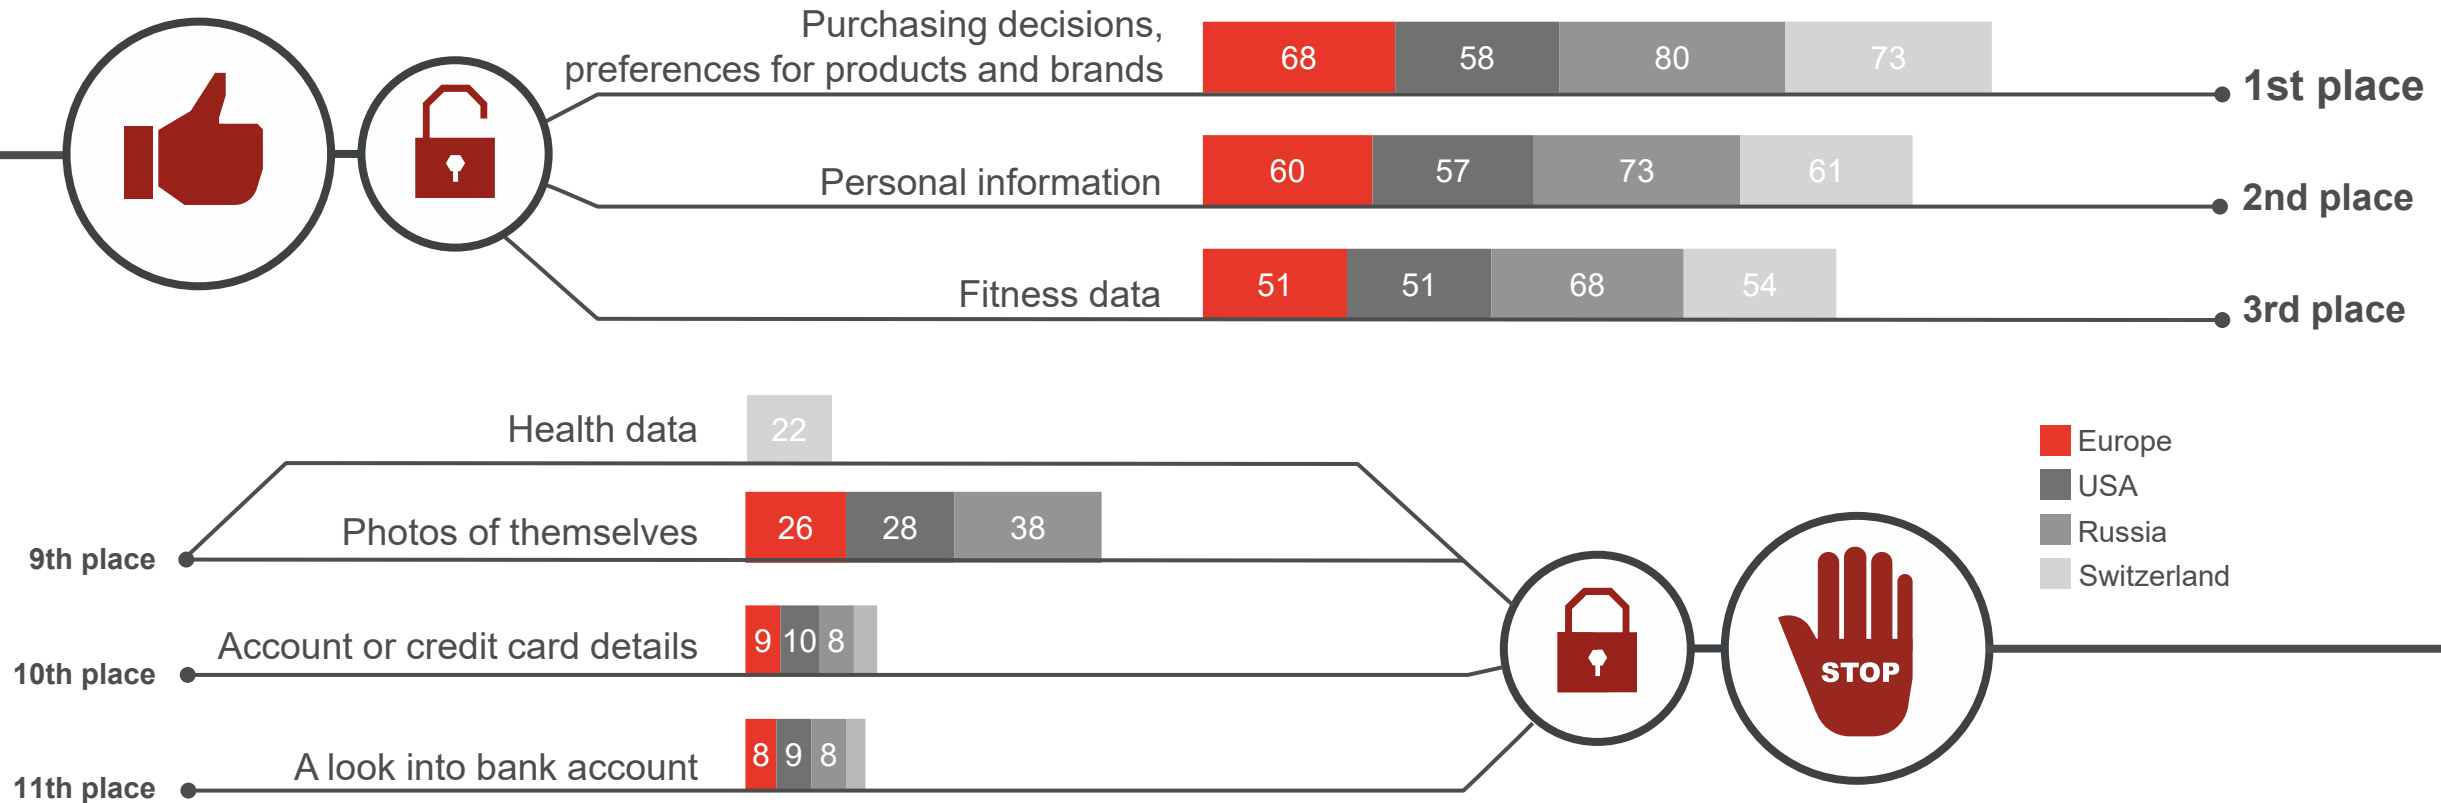 Purchasing decisions,
preferences for products and brands
68 58 80 73
1st place
Personal information
60 57 73 61
2nd place
Fitness data
51 51 68 54
3rd place
Health data
22
Photos of themselves
26 28 38
9th place
Account or credit card details
9 10 8
10th place
A look into bank account
8 9 8
11th place
Europe
USA
Russia
Switzerland
STOP